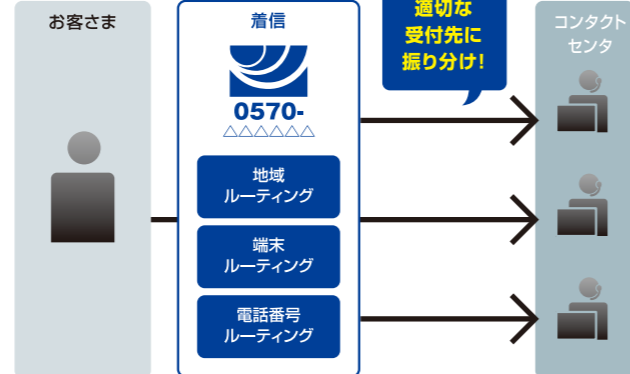 お客さま
着信
0570-
△△△△△△
地域
ルーティング
端末
ルーティング
電話番号
ルーティング
適切な
受付先に
振り分け!
コンタクト
センタ